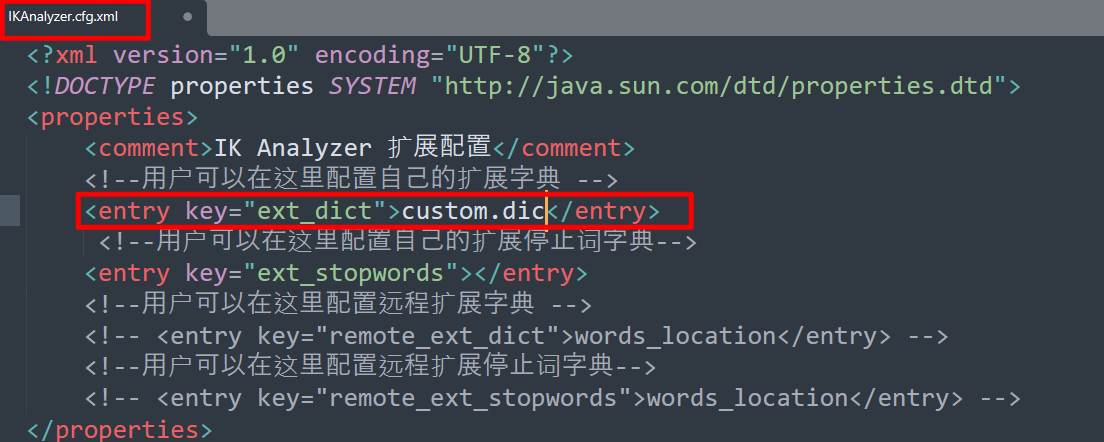 IKAnalyzer.cfg.xml
<?xml version="1.0" encoding="UTF-8"?>
<!DOCTYPE properties SYSTEM "http://java.sun.com/dtd/properties.dtd">
<properties>
    <comment>IK Analyzer 扩展配置</comment>
    <!--用户可以在这里配置自己的扩展字典 -->
    <entry key="ext_dict">custom.dic</entry>
     <!--用户可以在这里配置自己的扩展停止词字典-->
    <entry key="ext_stopwords"></entry>
    <!--用户可以在这里配置远程扩展字典 -->
    <!-- <entry key="remote_ext_dict">words_location</entry> -->
    <!--用户可以在这里配置远程扩展停止词字典-->
    <!-- <entry key="remote_ext_stopwords">words_location</entry> -->
</properties>